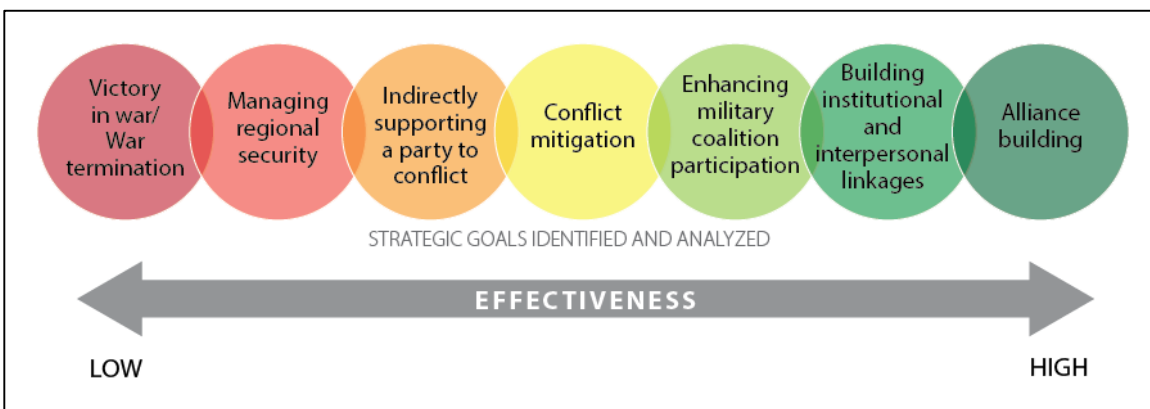 Victory
in war/
War
termination
Managing
regional
security
Indirectly
supporting
a party to
conflict
Conflict
mitigation
Enhancing
military
coalition
participation
Building
institutional
and
interpersonal
linkages
Alliance
building
STRATEGIC GOALS IDENTIFIED AND ANALYZED
EFFECTIVENESS
LOW
HIGH